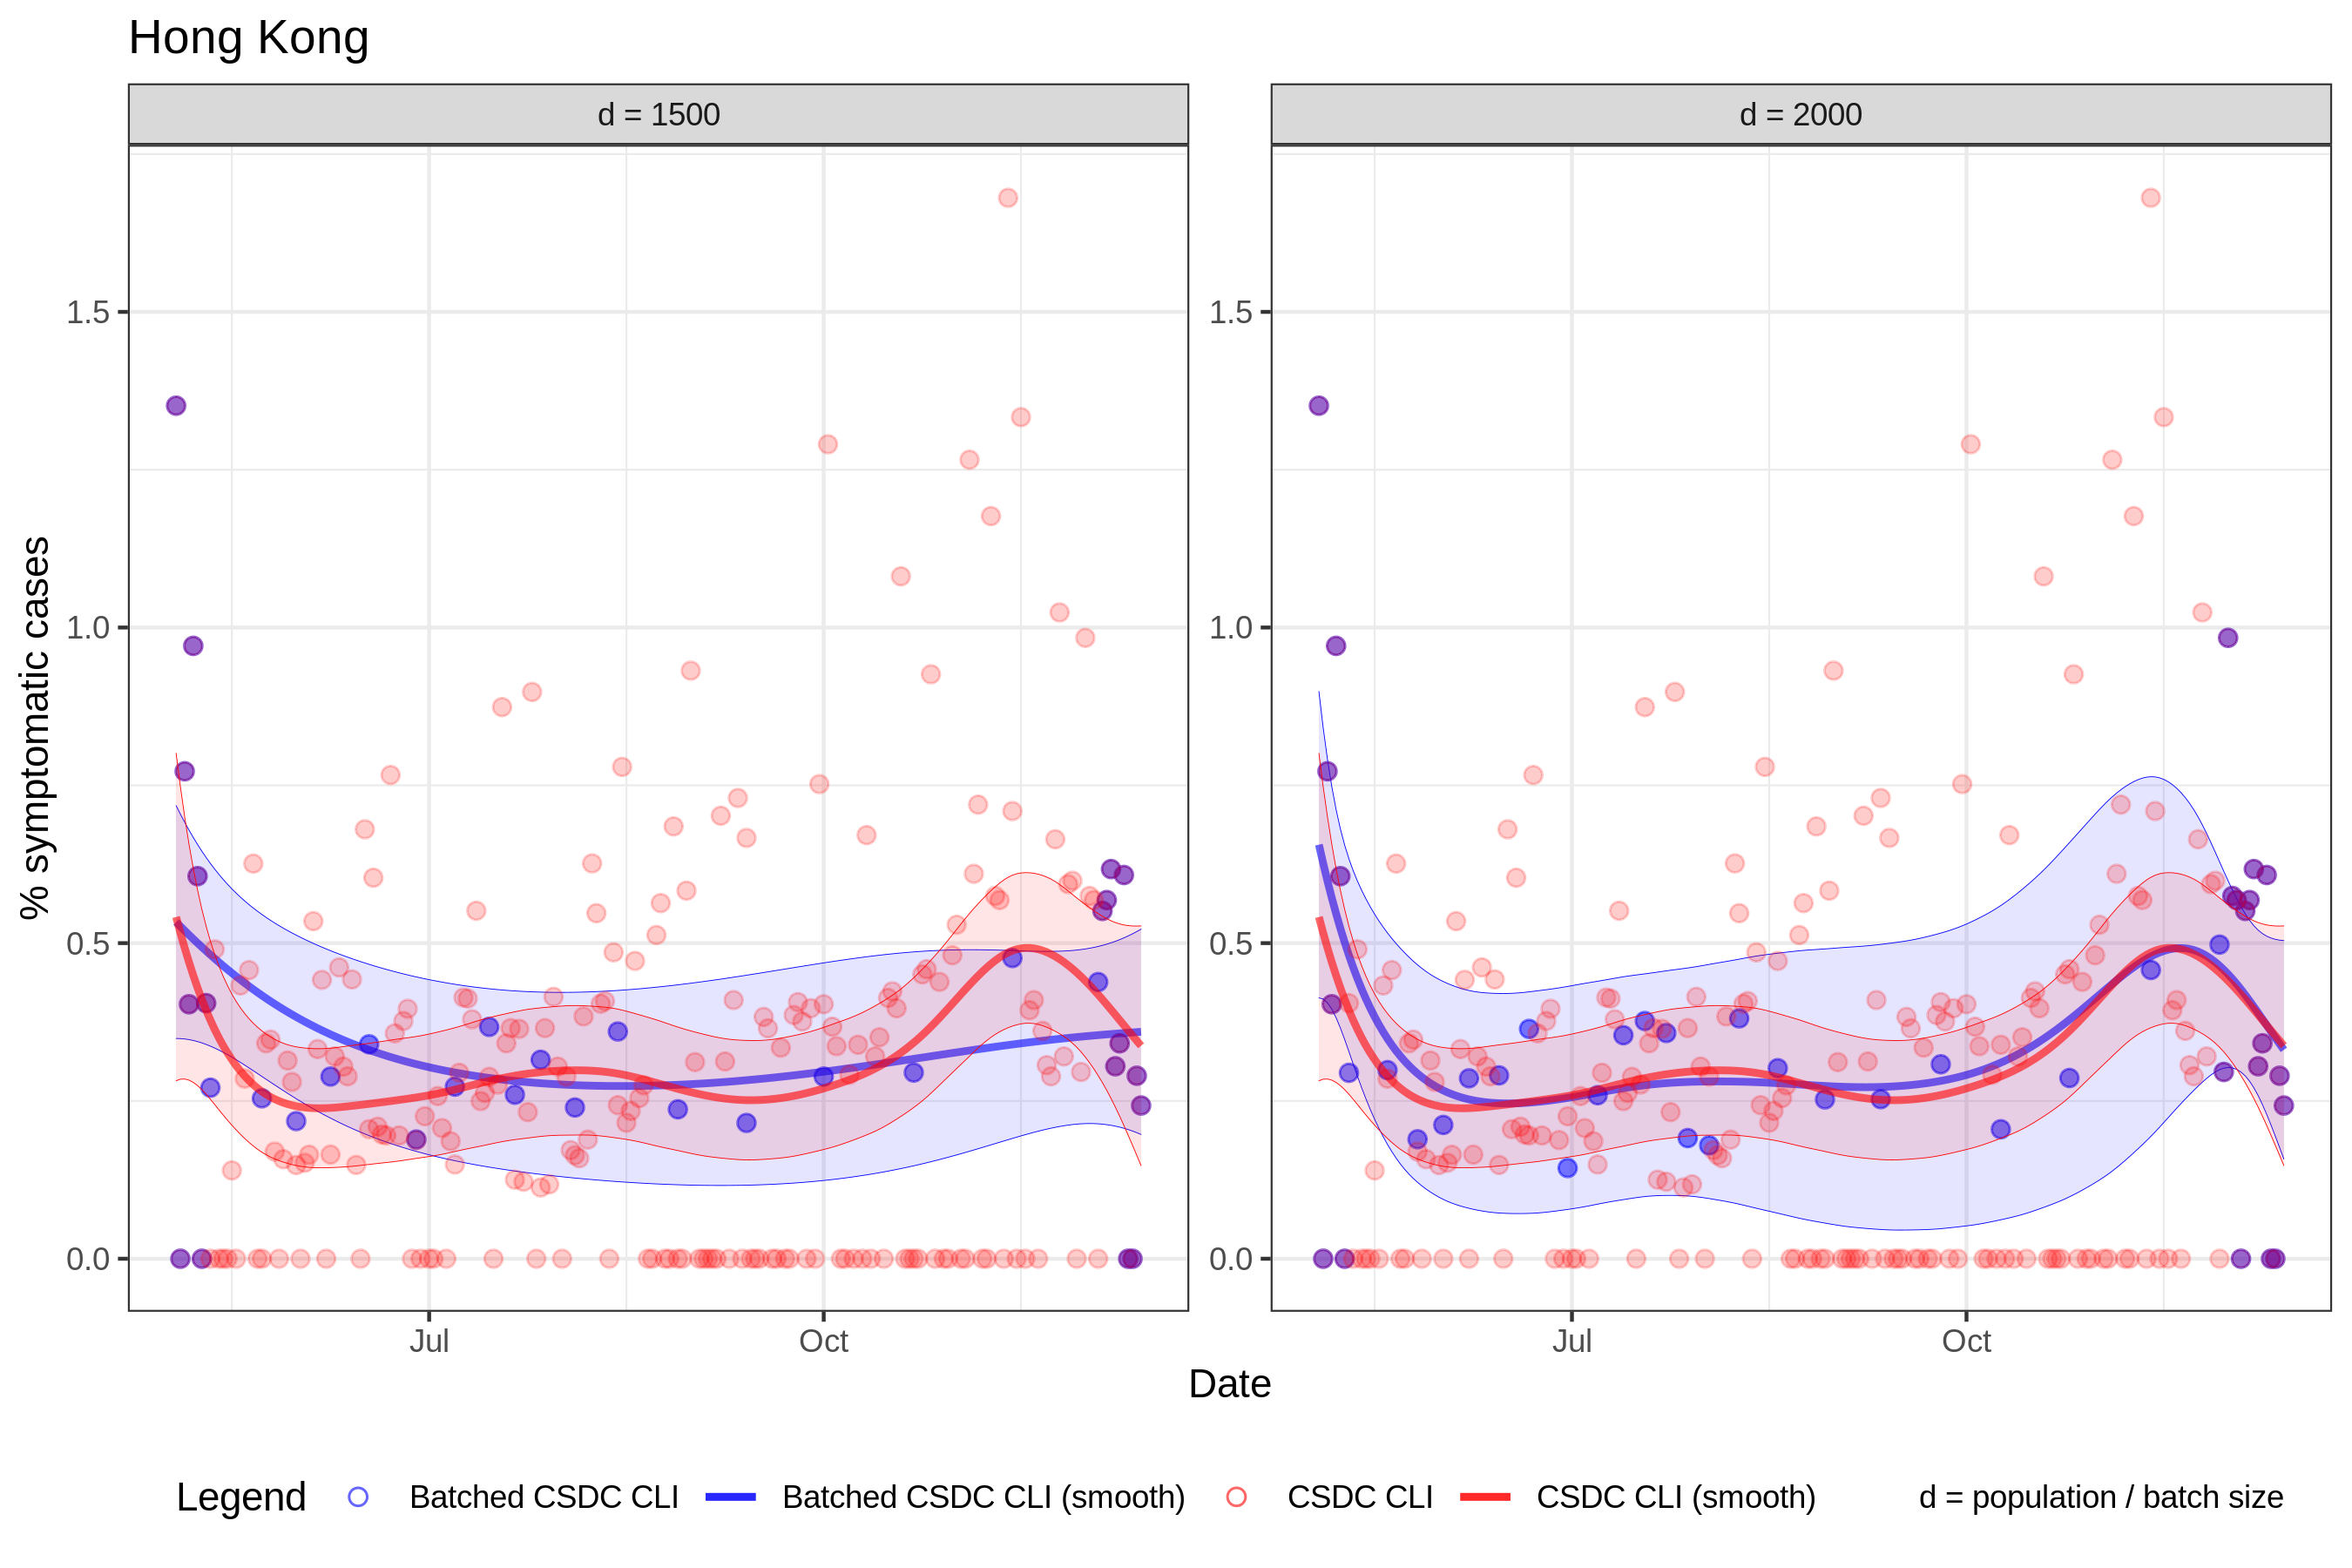 Hong Kong
d = 1500
d = 2000
% symptomatic cases
1.5
1.0
0.5
0.0
1.5
1.0
0.5
0.0
Jul
Oct
Jul
Oct
Date
Legend
Batched CSDC CLI
Batched CSDC CLI (smooth)
CSDC CLI
CSDC CLI (smooth)
d = population / batch size